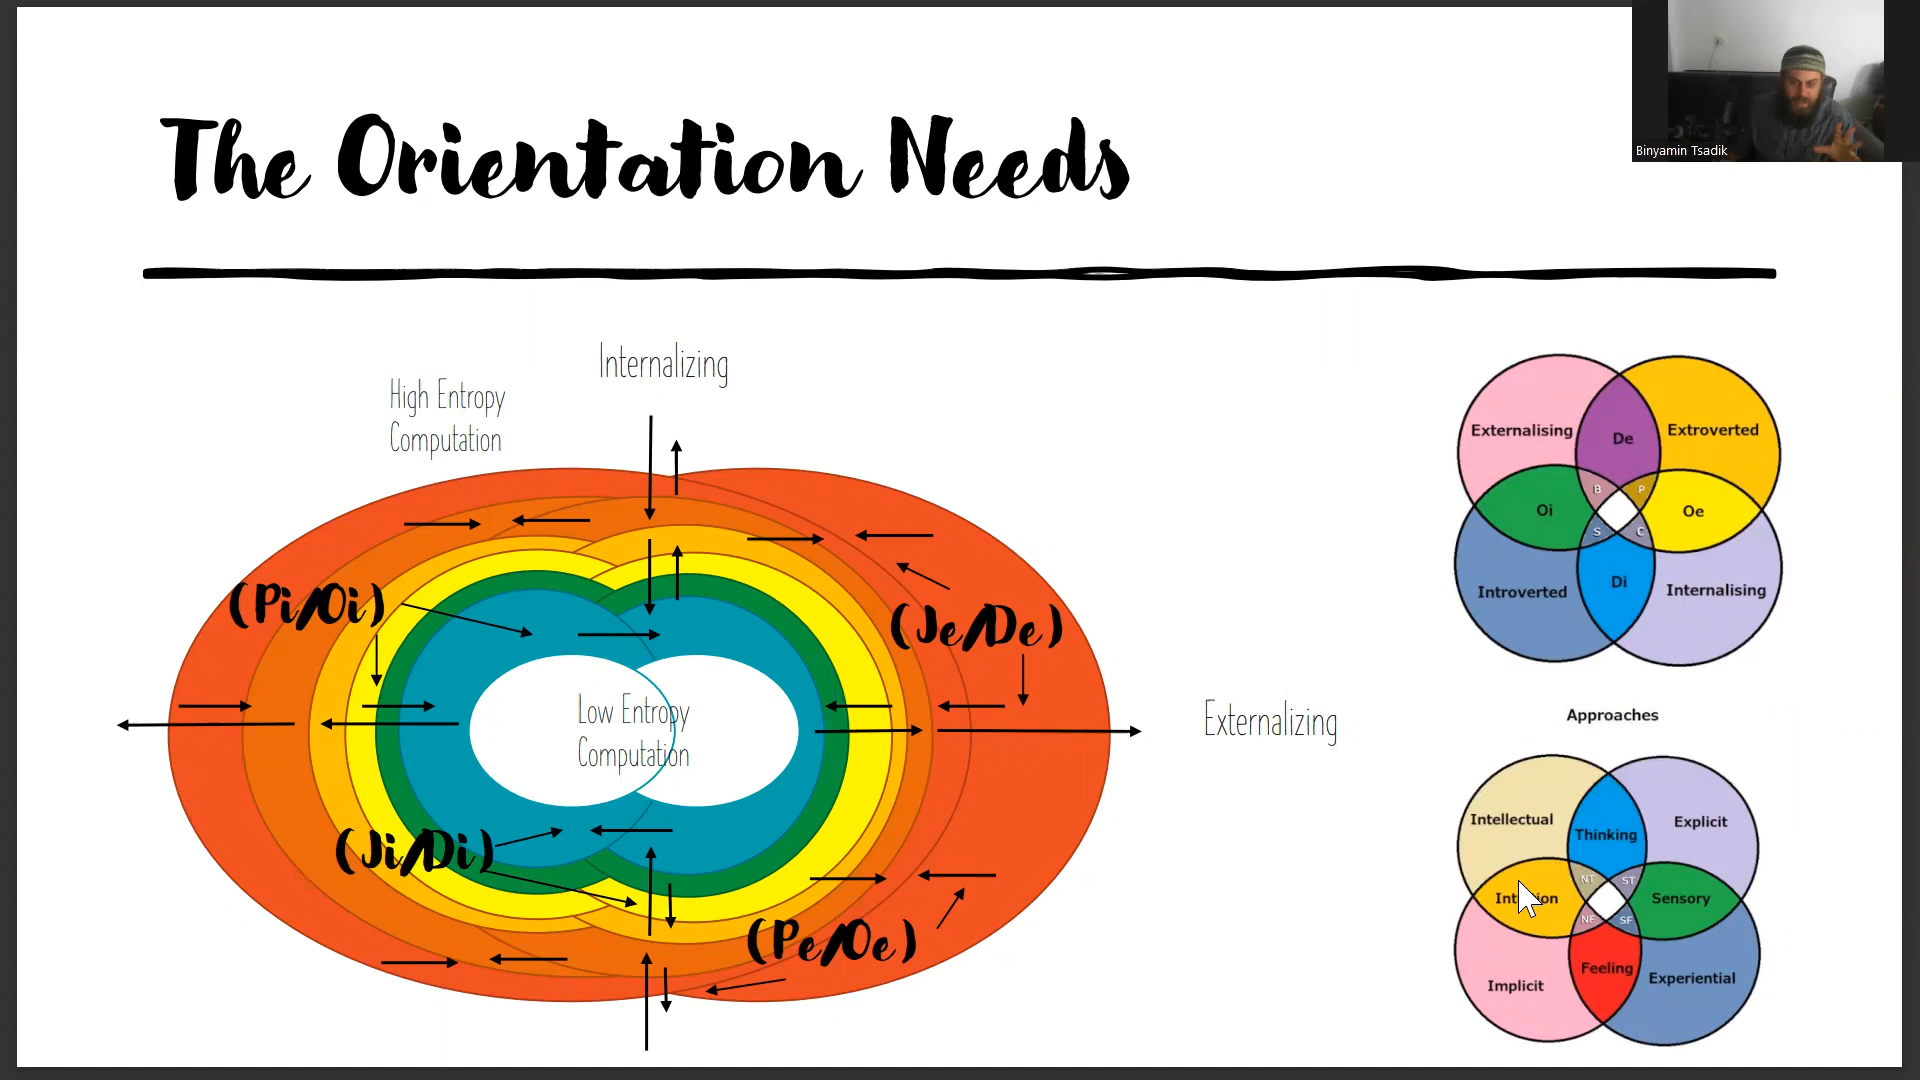 Binyamin Tsadik
The Orientation Needs
Internalizing
High Entropy
Computation
(Pi/Oi)
(Je/De)
Low Entropy
Computation
Externalizing
(Ji/Di)
(Pe/Oe)
Externalising
De
Extroverted
B
P
Oi
Oe
S
C
Introverted
Di
Internalising
Approaches
Intellectual
Thinking
Explicit
NT
ST
Sensory
NF
SF
Implicit
Feeling
Experiential